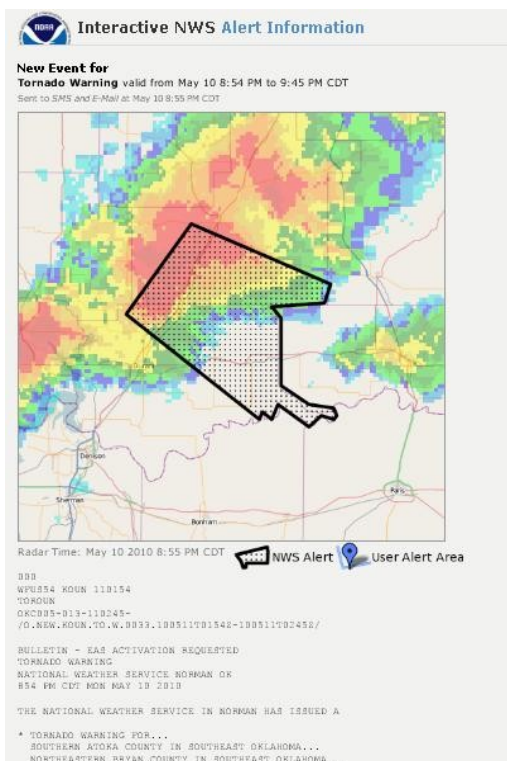 NOAA
Interactive NWS Alert Information
New Event for
Tornado Warning valid from May 10 8:54 PM to 9:45 PM CDT
Sent to SMS and E-Mail at May 10 8:55 PM CDT
Durant
Denison
Sherman
Paris
Bonham
Radar Time: May 10 2010 8:55 PM CDT
NWS Alert
User Alert Area
000
WFUS54 KOUN 110154
TOROUN
OKC005-013-110245-
/O.NEW.KOUN.TO.W.0033.100511T0154Z-100511T0245Z/
BULLETIN - EAS ACTIVATION REQUESTED
TORNADO WARNING
NATIONAL WEATHER SERVICE NORMAN OK
854 PM CDT MON MAY 10 2010
THE NATIONAL WEATHER SERVICE IN NORMAN HAS ISSUED A
* TORNADO WARNING FOR...
SOUTHERN ATOKA COUNTY IN SOUTHEAST OKLAHOMA...
NORTHEASTERN BRYAN COUNTY IN SOUTHEAST OKLAHOMA